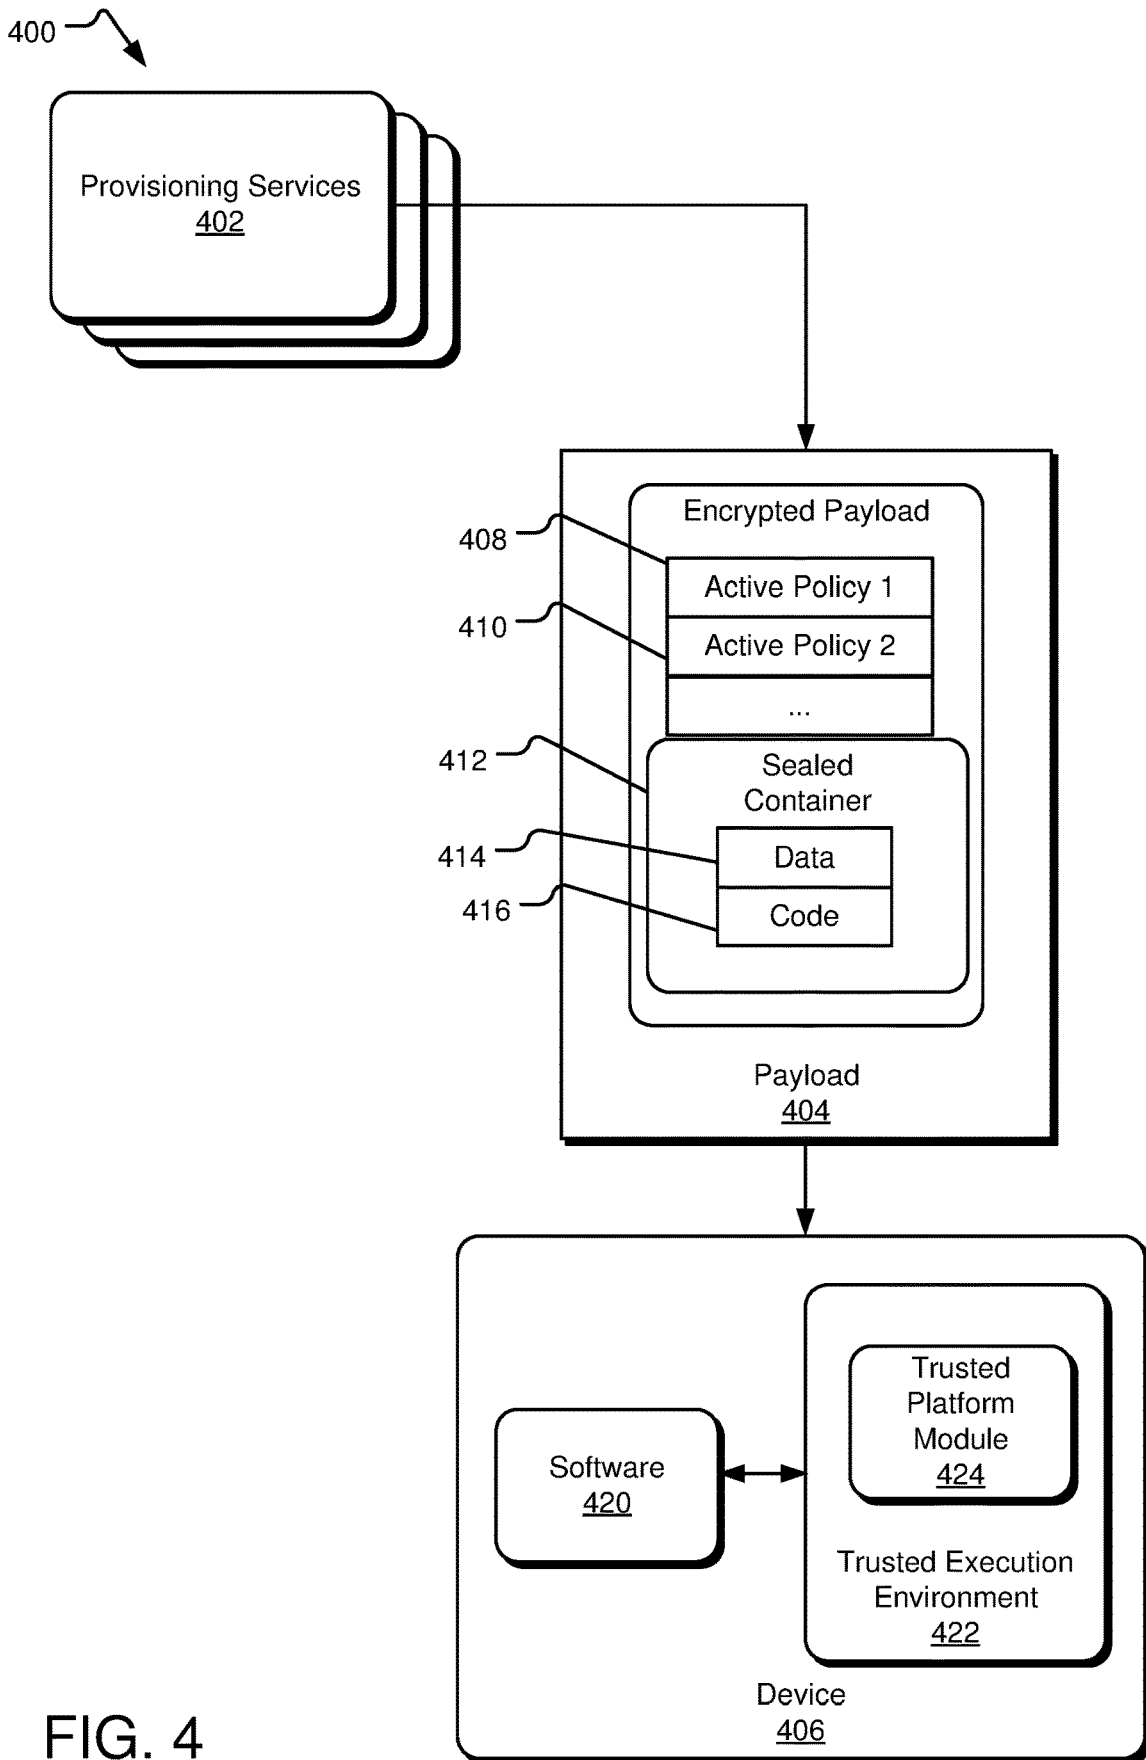 400
Provisioning Services
402
Encrypted Payload
408
Active Policy 1
410
Active Policy 2
...
412
Sealed
Container
414
Data
416
Code
Payload
404
Trusted
Platform
Module
424
Software
420
Trusted Execution
Environment
422
Device
406
FIG. 4